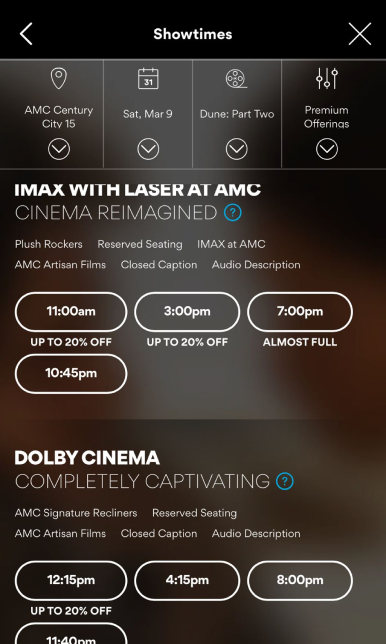 Showtimes
31
AMC Century
City 15
Sat, Mar 9
Dune: Part Two
Premium
Offerings
IMAX WITH LASER AT AMC
CINEMA REIMAGINED ?
Plush Rockers Reserved Seating IMAX at AMC
AMC Artisan Films Closed Caption Audio Description
11:00am 3:00pm 7:00pm
UP TO 20% OFF UP TO 20% OFF ALMOST FULL
10:45pm
DOLBY CINEMA
COMPLETELY CAPTIVATING ?
AMC Signature Recliners Reserved Seating
AMC Artisan Films Closed Caption Audio Description
12:15pm 4:15pm 8:00pm
UP TO 20% OFF
11:40pm